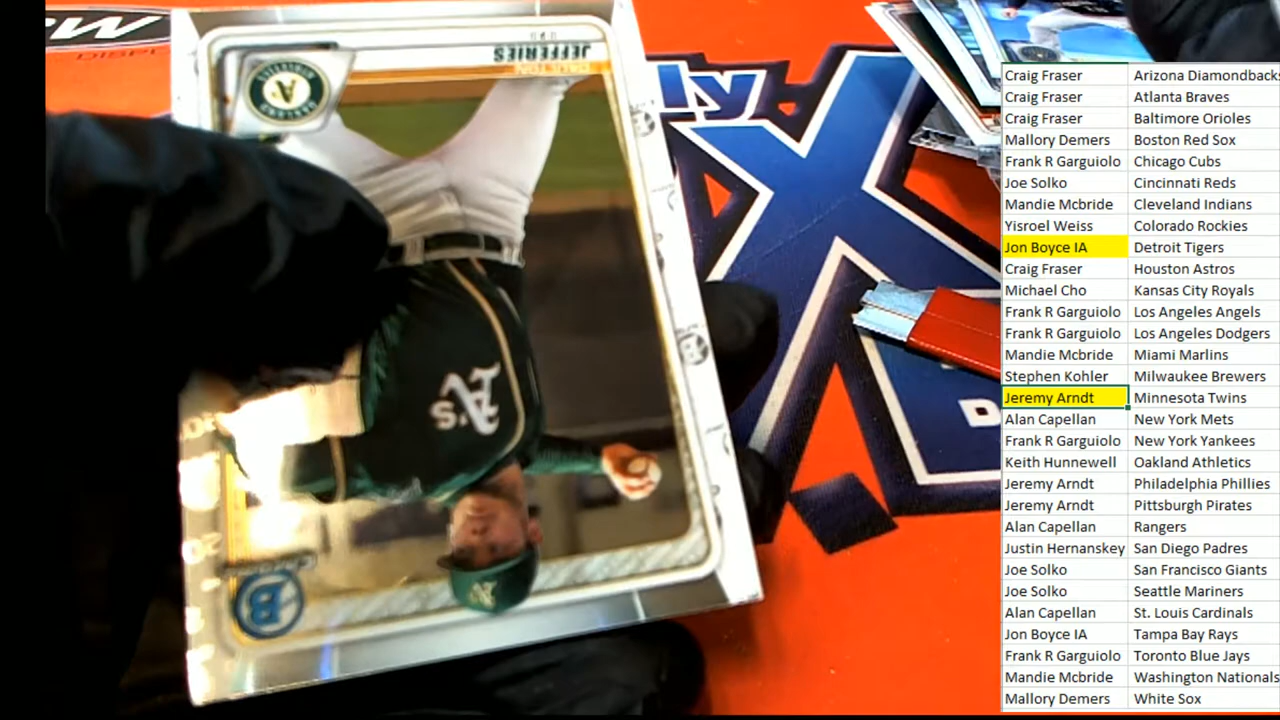 DAULTON
JEFFERIES
OAKLAND
ATHLETICS
A's
B
ly
Craig Fraser Arizona Diamondbacks
Craig Fraser Atlanta Braves
Craig Fraser Baltimore Orioles
Mallory Demers Boston Red Sox
Frank R Garguiolo Chicago Cubs
Joe Solko Cincinnati Reds
Mandie Mcbride Cleveland Indians
Yisroel Weiss Colorado Rockies
Jon Boyce IA Detroit Tigers
Craig Fraser Houston Astros
Michael Cho Kansas City Royals
Frank R Garguiolo Los Angeles Angels
Frank R Garguiolo Los Angeles Dodgers
Mandie Mcbride Miami Marlins
Stephen Kohler Milwaukee Brewers
Jeremy Arndt Minnesota Twins
Alan Capellan New York Mets
Frank R Garguiolo New York Yankees
Keith Hunnewell Oakland Athletics
Jeremy Arndt Philadelphia Phillies
Jeremy Arndt Pittsburgh Pirates
Alan Capellan Rangers
Justin Hernanskey San Diego Padres
Joe Solko San Francisco Giants
Joe Solko Seattle Mariners
Alan Capellan St. Louis Cardinals
Jon Boyce IA Tampa Bay Rays
Frank R Garguiolo Toronto Blue Jays
Mandie Mcbride Washington Nationals
Mallory Demers White Sox